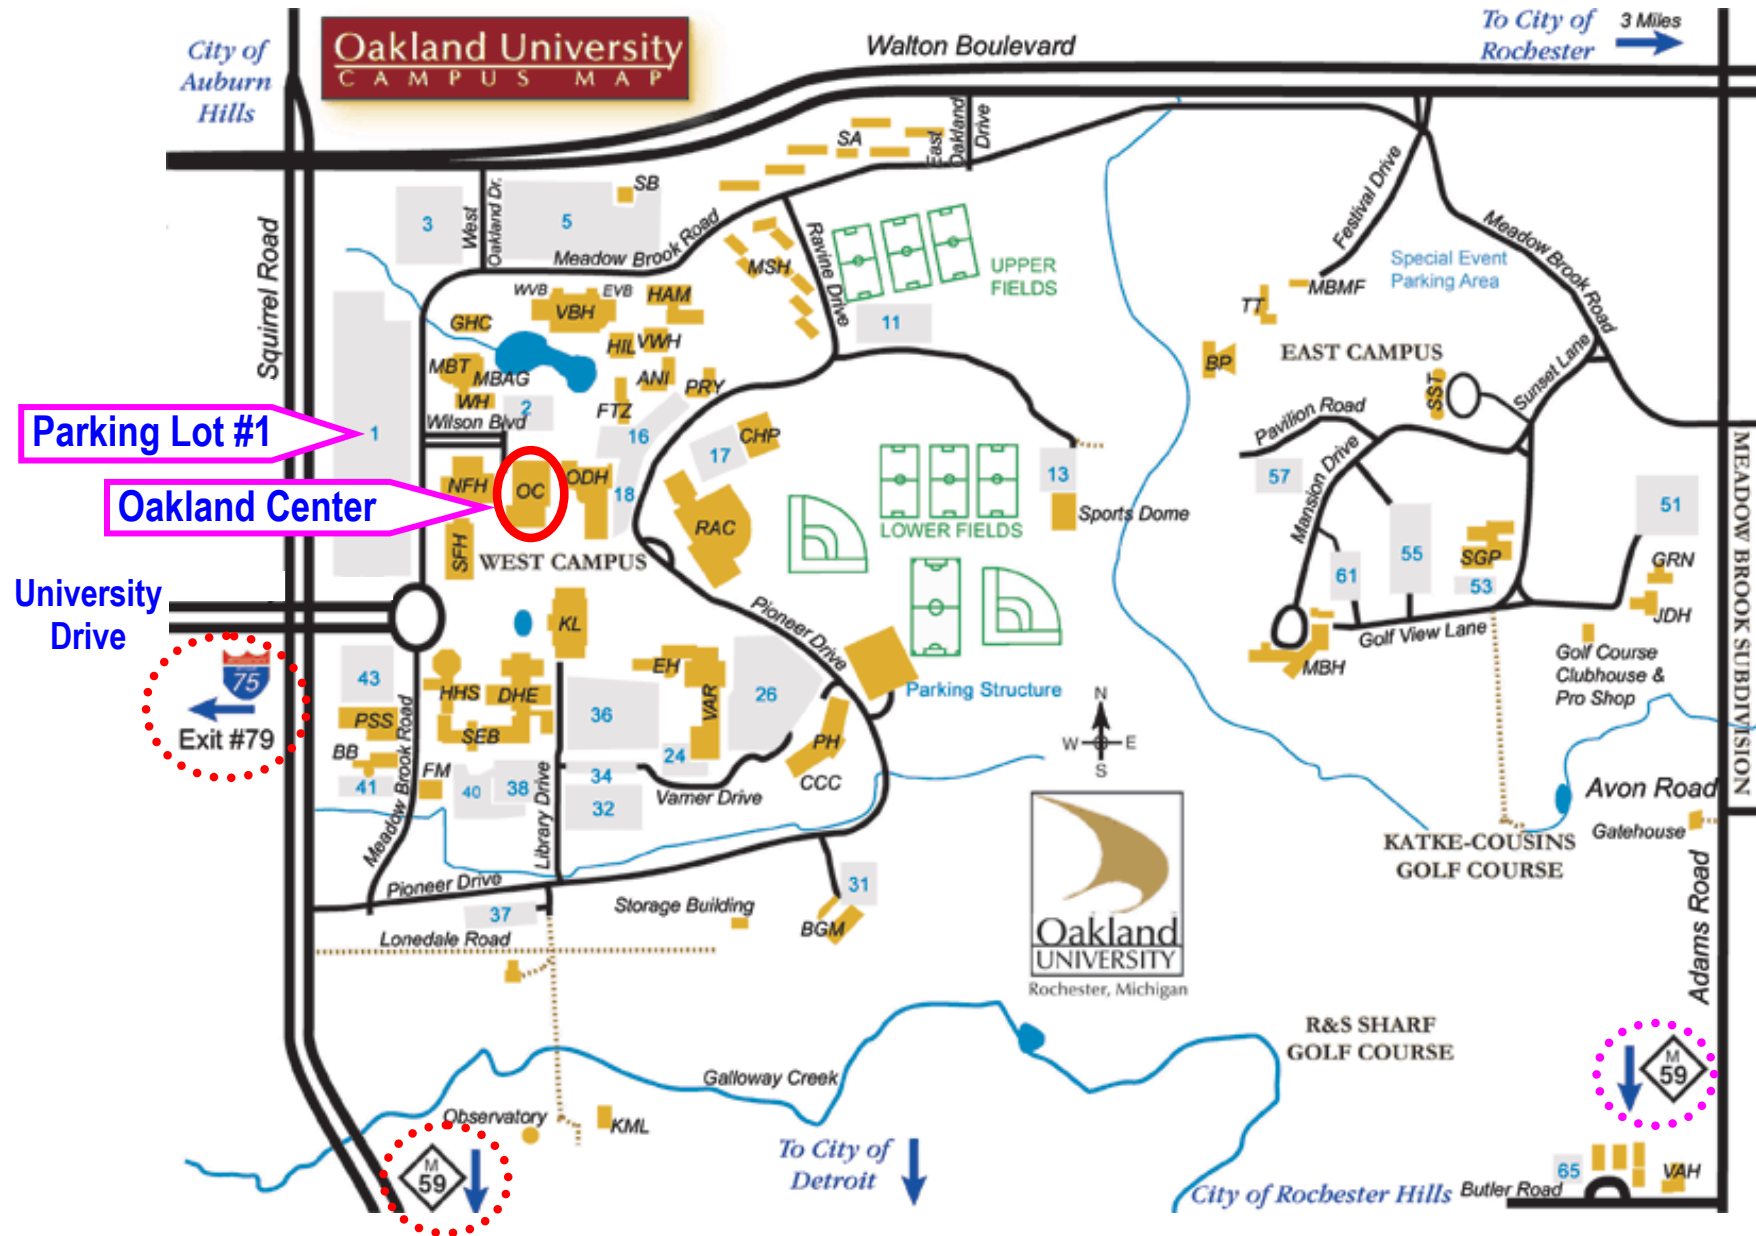 City of
Auburn
Hills
Oakland University
CAMPUS MAP
Walton Boulevard
To City of
Rochester
3 Miles
Squirrel Road
3
West
Oakland Dr.
5
SB
SA
East
Oakland
Drive
Meadow Brook Road
MSH
Ravine Drive
UPPER
FIELDS
11
Festival Drive
Special Event
Parking Area
Meadow Brook Road
MBMF
TT
BP
EAST CAMPUS
SST
Sunset Lane
WVB
EVB
VBH
HAM
GHC
HIL
VWH
MBT
MBAG
WH
ANI
PRY
FTZ
2
Wilson Blvd
16
Parking Lot #1
1
17
CHP
NFH
OC
ODH
18
Oakland Center
RAC
SFH
WEST CAMPUS
LOWER FIELDS
13
Sports Dome
Pavilion Road
57
Mansion Drive
55
61
SGP
53
51
GRN
JDH
Golf View Lane
MBH
Golf Course
Clubhouse &
Pro Shop
MEADOW BROOK SUBDIVISION
University
Drive
75
Exit #79
KL
Pioneer Drive
43
HHS
DHE
EH
VAR
26
Parking Structure
PSS
SEB
36
BB
FM
41
40
38
34
24
32
PH
CCC
Varner Drive
Meadow Brook Road
Library Drive
N
W
E
S
Avon Road
Gatehouse
KATKE-COUSINS
GOLF COURSE
Pioneer Drive
37
Storage Building
31
BGM
Lonedale Road
Oakland
UNIVERSITY
Rochester, Michigan
Adams Road
R&S SHARF
GOLF COURSE
M
59
Galloway Creek
Observatory
KML
M
59
To City of
Detroit
City of Rochester Hills
Butler Road
65
VAH